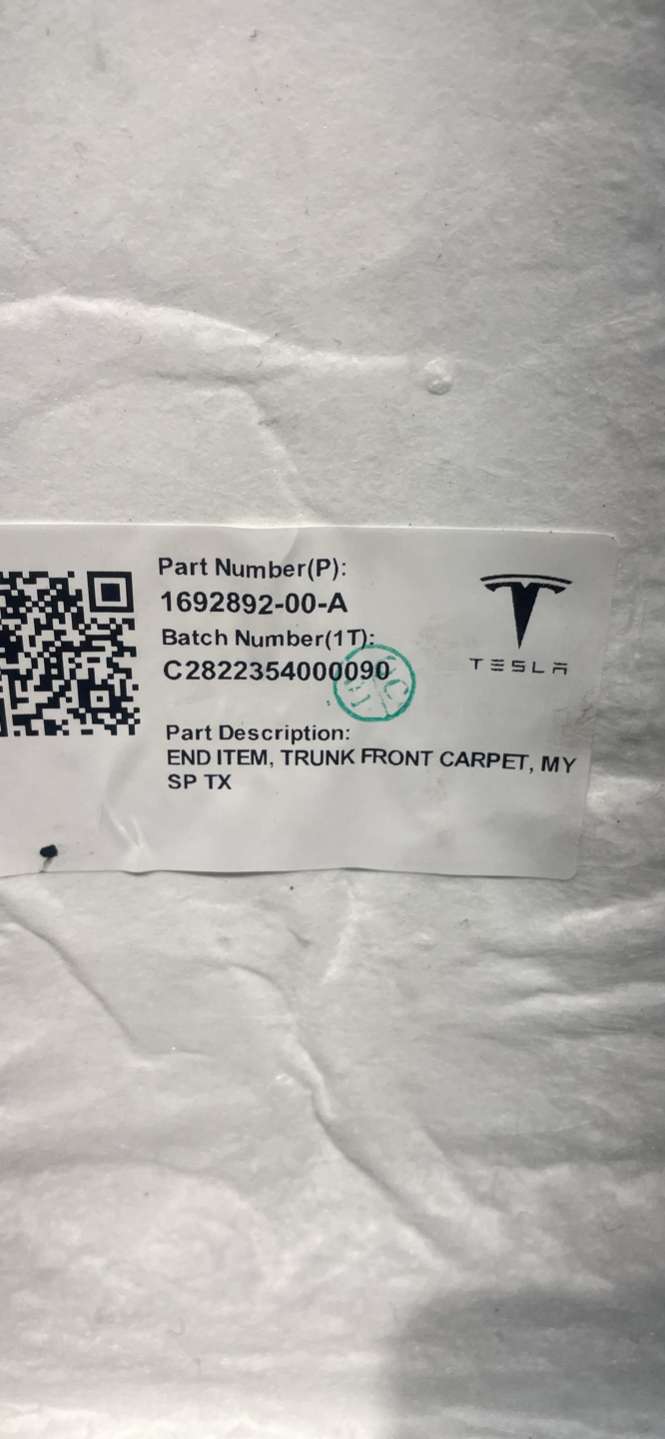 Part Number(P):
1692892-00-A
Batch Number(1T):
C2822354000090
TESLA
Part Description:
END ITEM, TRUNK FRONT CARPET, MY
SP TX